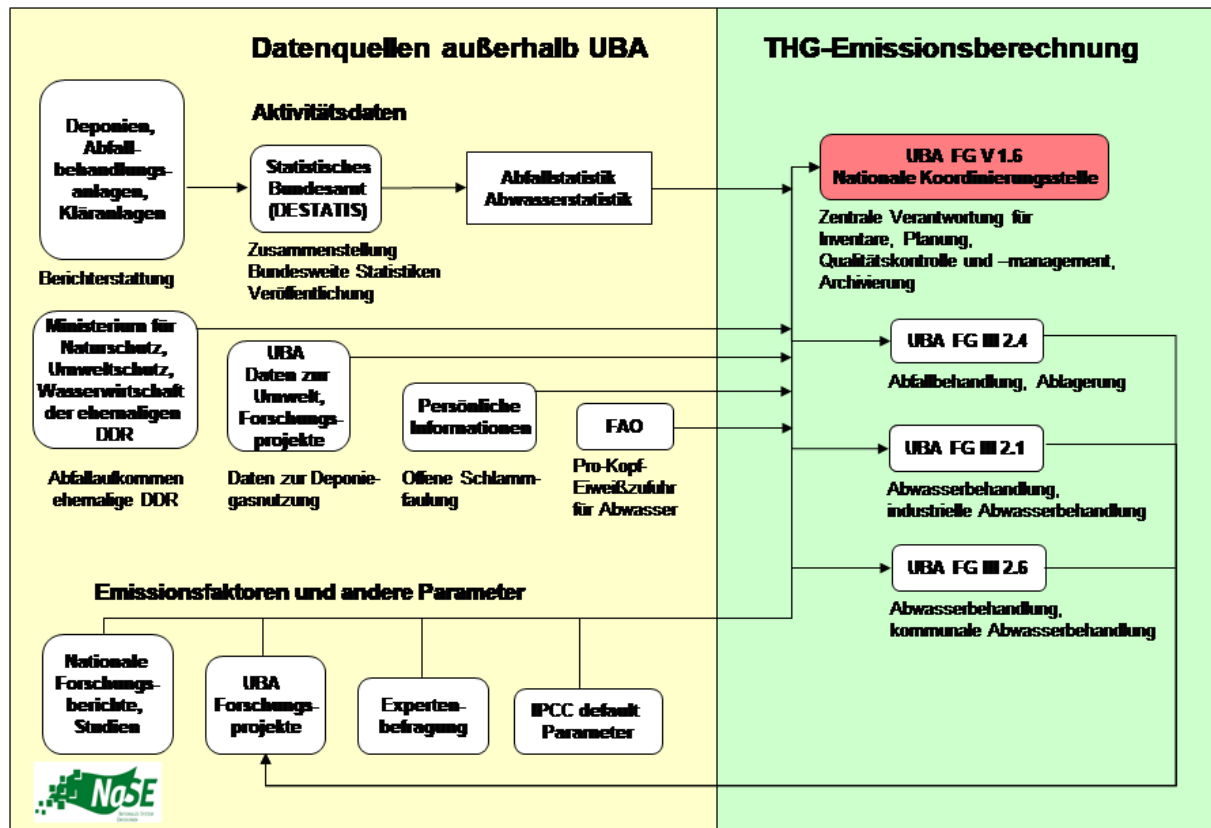 Datenquellen außerhalb UBA
THG-Emissionsberechnung
Aktivitätsdaten
Deponien,
Abfall-
behandlungs-
anlagen,
Kläranlagen
Berichterstattung
Statistisches
Bundesamt
(DESTATIS)
Zusammenstellung
Bundesweite Statistiken
Veröffentlichung
Abfallstatistik
Abwasserstatistik
UBA FG V 1.6
Nationale Koordinierungsstelle
Zentrale Verantwortung für
Inventare, Planung,
Qualitätskontrolle und –management,
Archivierung
Ministerium für
Naturschutz,
Umweltschutz,
Wasserwirtschaft
der ehemaligen
DDR
Abfallaufkommen
ehemalige DDR
UBA
Daten zur
Umwelt,
Forschungs-
projekte
Daten zur Deponie-
gasnutzung
Persönliche
Informationen
Offene Schlamm-
faulung
FAO
Pro-Kopf-
Eiweißzufuhr
für Abwasser
UBA FG III 2.4
Abfallbehandlung, Ablagerung
UBA FG III 2.1
Abwasserbehandlung,
industrielle Abwasserbehandlung
UBA FG III 2.6
Abwasserbehandlung,
kommunale Abwasserbehandlung
Emissionsfaktoren und andere Parameter
Nationale
Forschungs-
berichte,
Studien
UBA
Forschungs-
projekte
Experten-
befragung
IPCC default
Parameter
NaSE